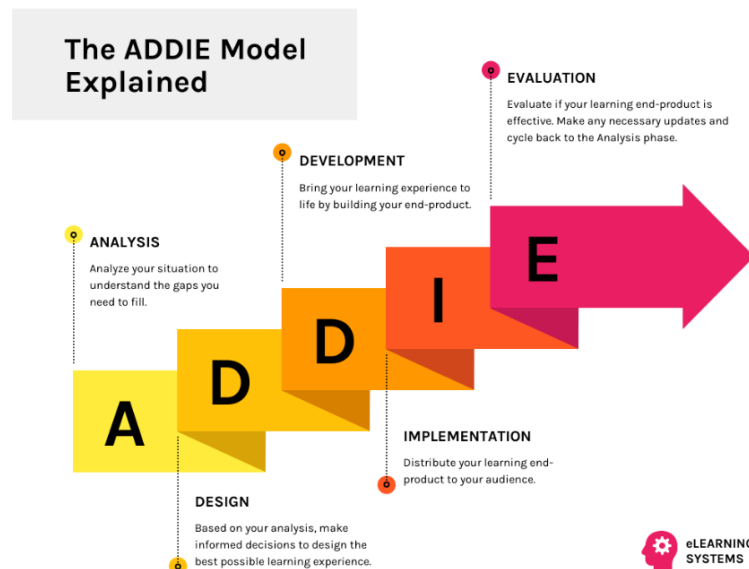 The ADDIE Model
Explained
EVALUATION
Evaluate if your learning end-product is
effective. Make any necessary updates and
cycle back to the Analysis phase.
DEVELOPMENT
Bring your learning experience to
life by building your end-product.
ANALYSIS
Analyze your situation to
understand the gaps you
need to fill.
A
D
D
I
E
IMPLEMENTATION
Distribute your learning end-
product to your audience.
DESIGN
Based on your analysis, make
informed decisions to design the
best possible learning experience.
eLEARNING
SYSTEMS